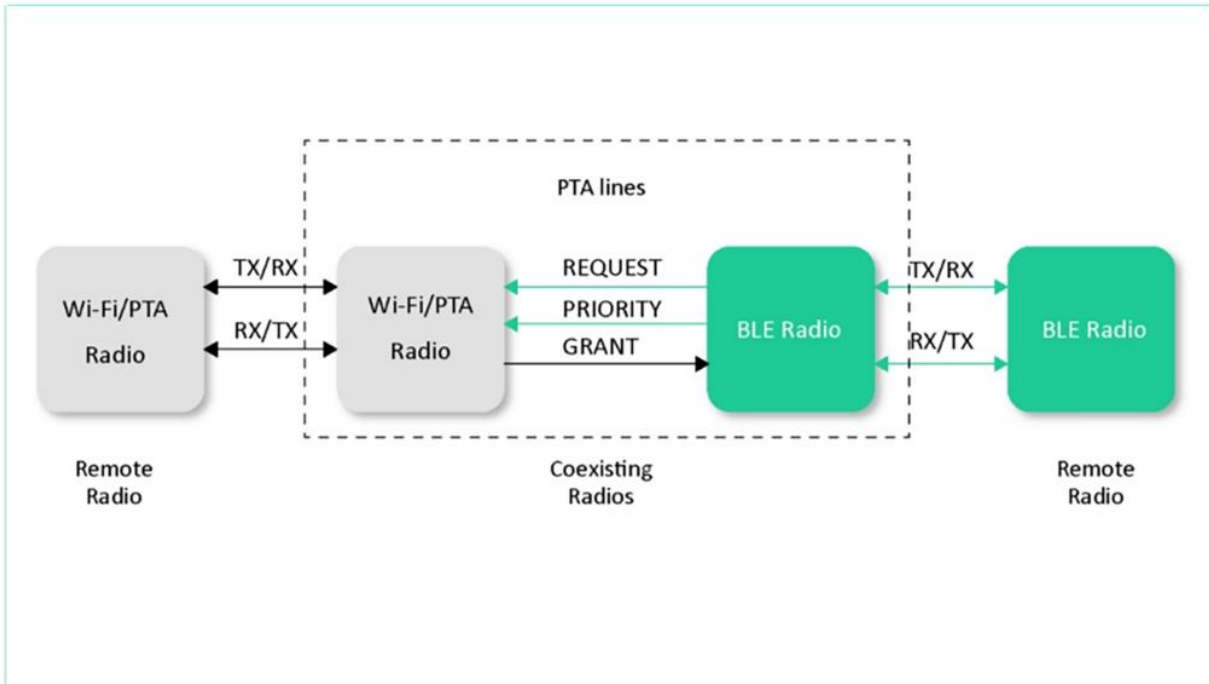 PTA lines
TX/RX
REQUEST
TX/RX
Wi-Fi/PTA
Radio
Wi-Fi/PTA
Radio
PRIORITY
BLE Radio
BLE Radio
RX/TX
GRANT
RX/TX
Remote
Radio
Coexisting
Radios
Remote
Radio